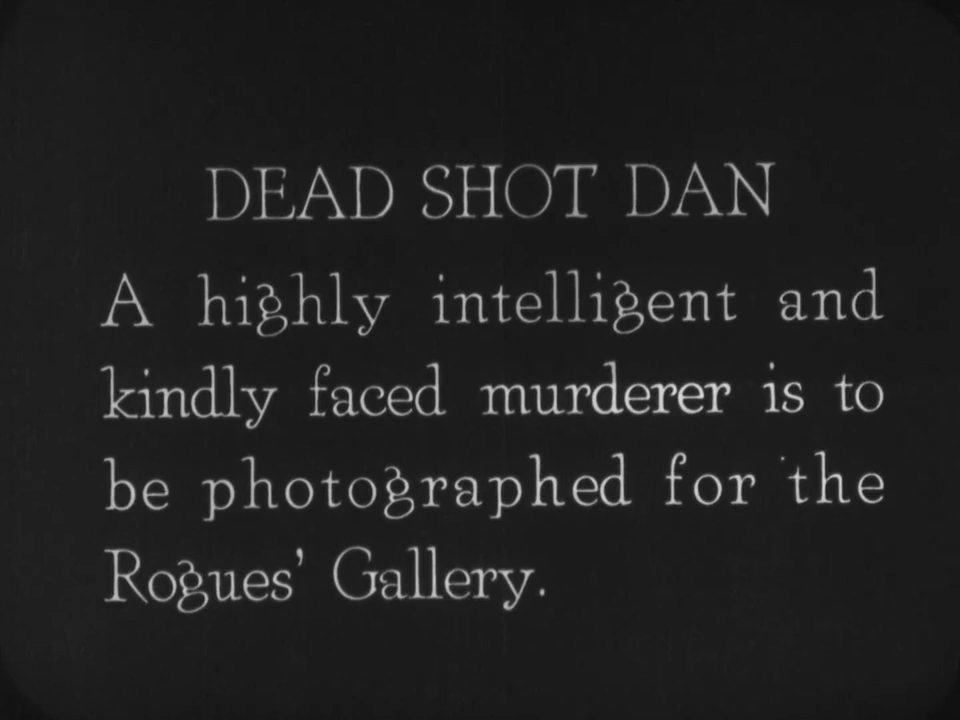 DEAD SHOT DAN
A highly intelligent and
kindly faced murderer is to
be photographed for the
Rogues' Gallery.